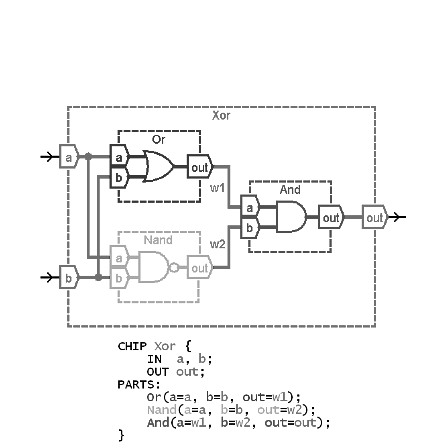 Xor
Or
a
a
b
out
w1
And
a
b
out
out
Nand
w2
a
b
b
out
CHIP Xor {
IN a, b;
OUT out;
PARTS:
Or(a=a, b=b, out=w1);
Nand(a=a, b=b, out=w2);
And(a=w1, b=w2, out=out);
}